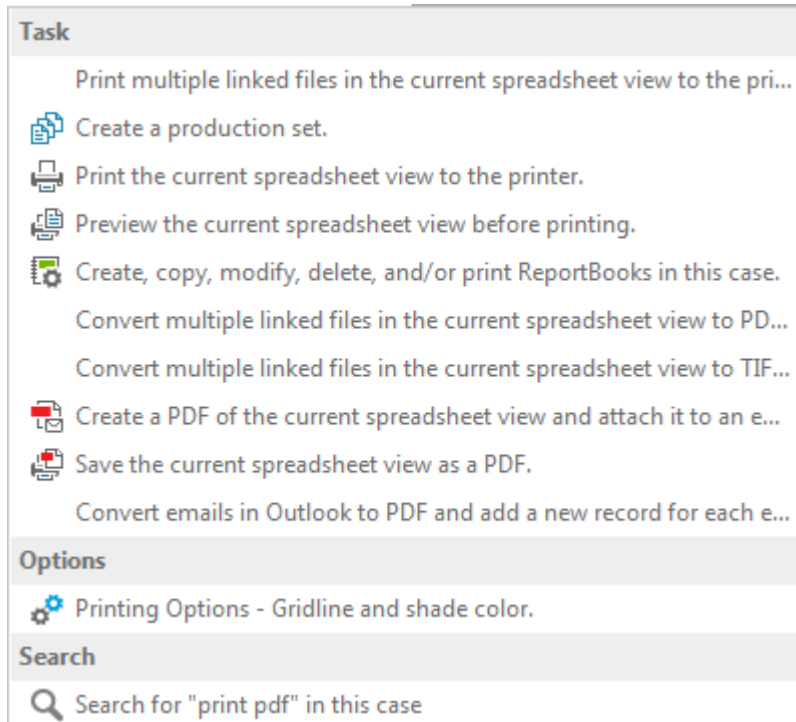 Task
Print multiple linked files in the current spreadsheet view to the pri...
Create a production set.
Print the current spreadsheet view to the printer.
Preview the current spreadsheet view before printing.
Create, copy, modify, delete, and/or print ReportBooks in this case.
Convert multiple linked files in the current spreadsheet view to PD...
Convert multiple linked files in the current spreadsheet view to TIF...
Create a PDF of the current spreadsheet view and attach it to an e...
Save the current spreadsheet view as a PDF.
Convert emails in Outlook to PDF and add a new record for each e...
Options
Printing Options - Gridline and shade color.
Search
Search for "print pdf" in this case